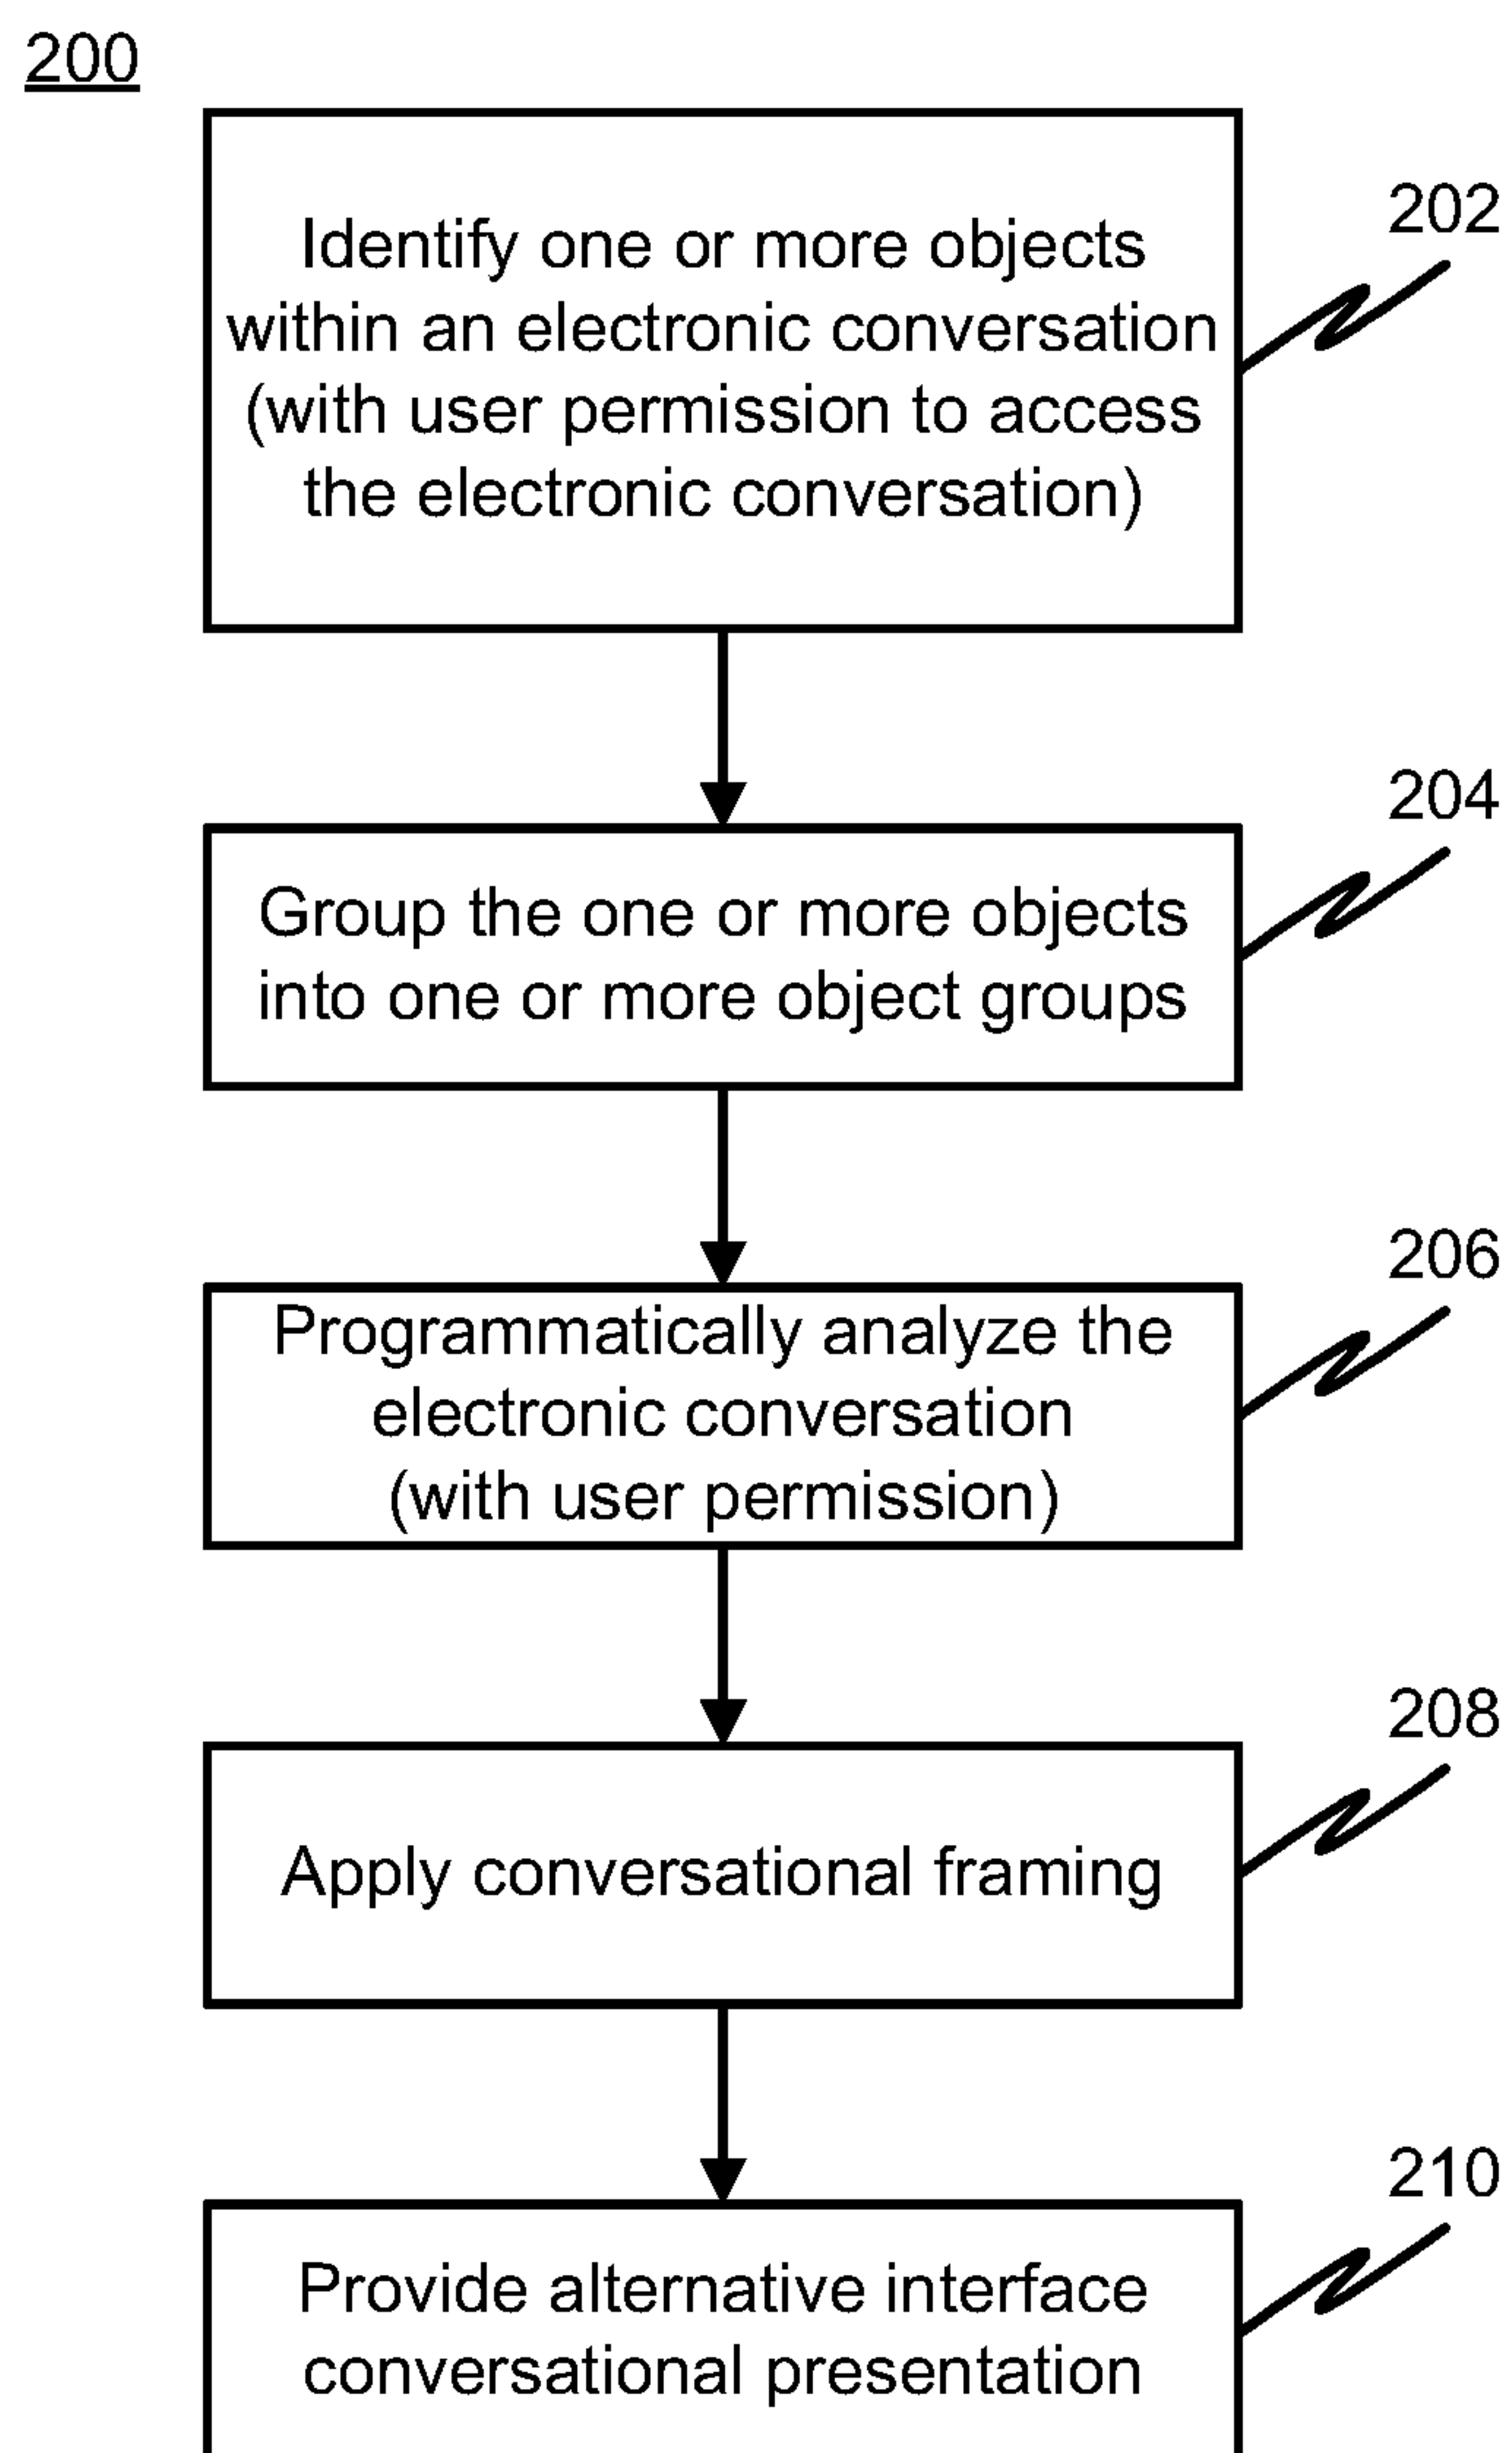 200
202
Identify one or more objects
within an electronic conversation
(with user permission to access
the electronic conversation)
204
Group the one or more objects
into one or more object groups
206
Programmatically analyze the
electronic conversation
(with user permission)
208
Apply conversational framing
210
Provide alternative interface
conversational presentation